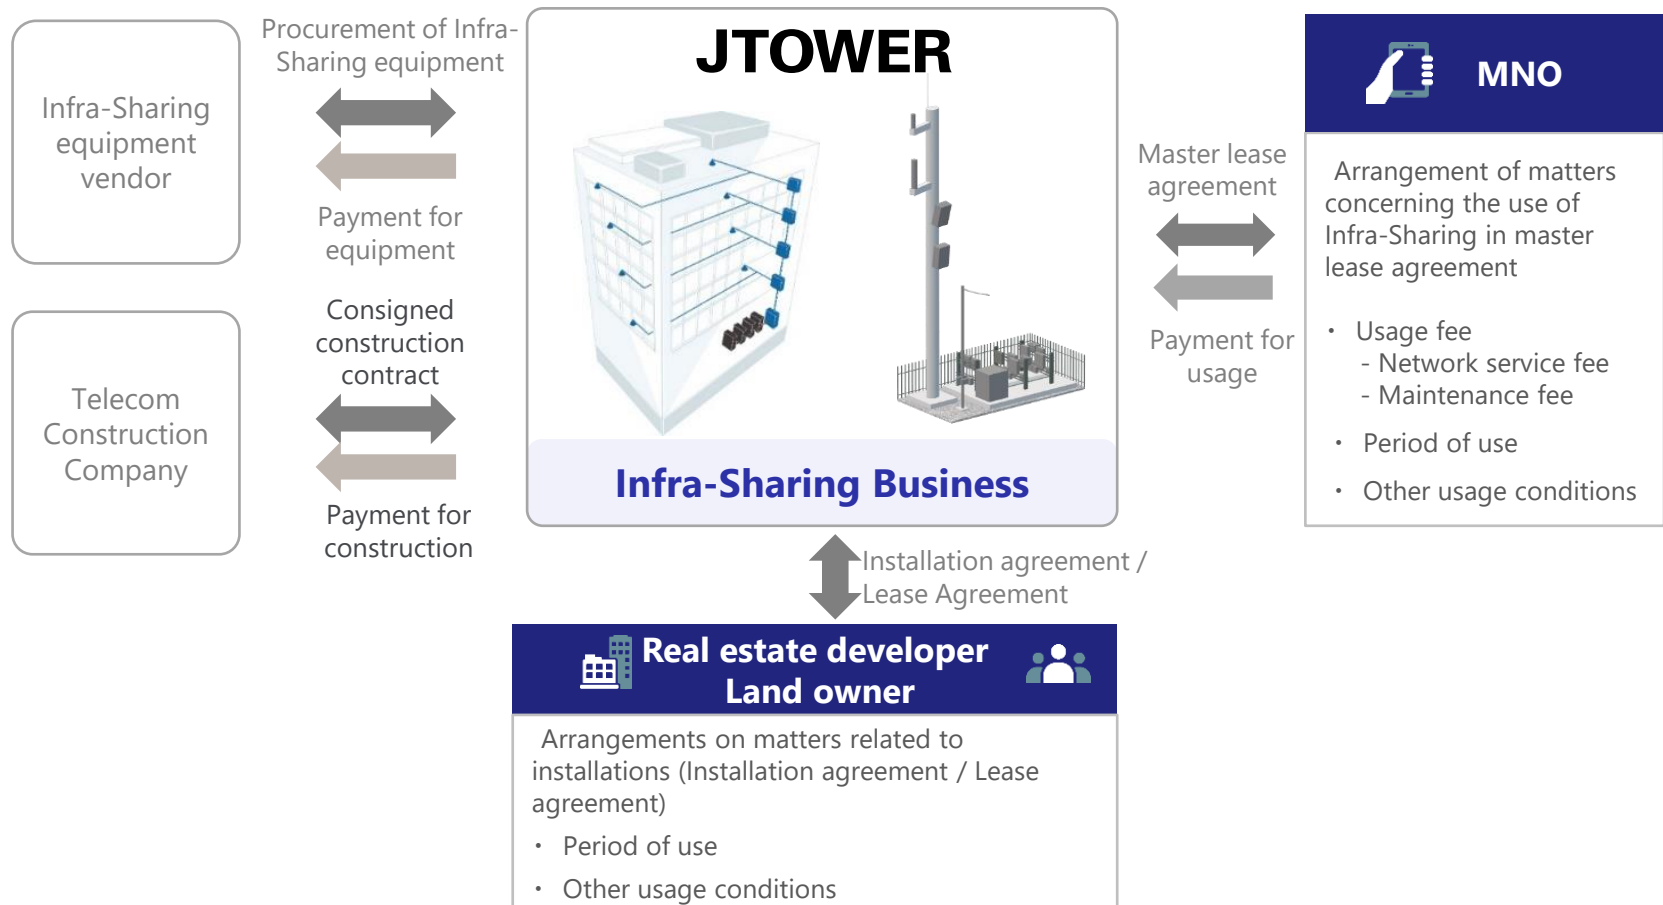 Infra-Sharing
equipment
vendor
Procurement of Infra-
Sharing equipment
Payment for
equipment
Telecom
Construction
Company
Consigned
construction
contract
Payment for
construction
JTOWER
Infra-Sharing Business
Master lease
agreement
Payment for
usage
MNO
Arrangement of matters
concerning the use of
Infra-Sharing in master
lease agreement
・ Usage fee
- Network service fee
- Maintenance fee
・ Period of use
・ Other usage conditions
Installation agreement /
Lease Agreement
Real estate developer
Land owner
Arrangements on matters related to
installations (Installation agreement / Lease
agreement)
・ Period of use
・ Other usage conditions